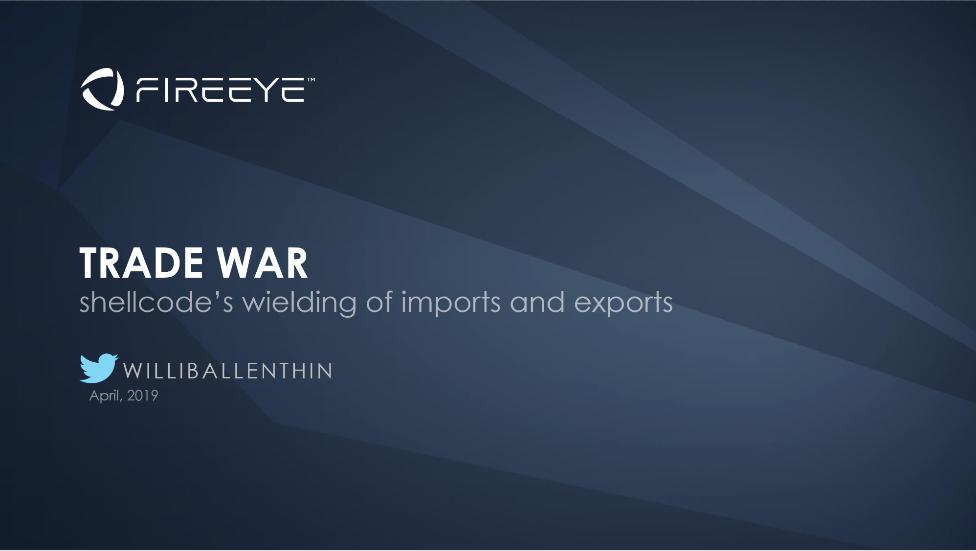 FIREEYE™
TRADE WAR
shellcode’s wielding of imports and exports
WILLIBALLENTHIN
April, 2019